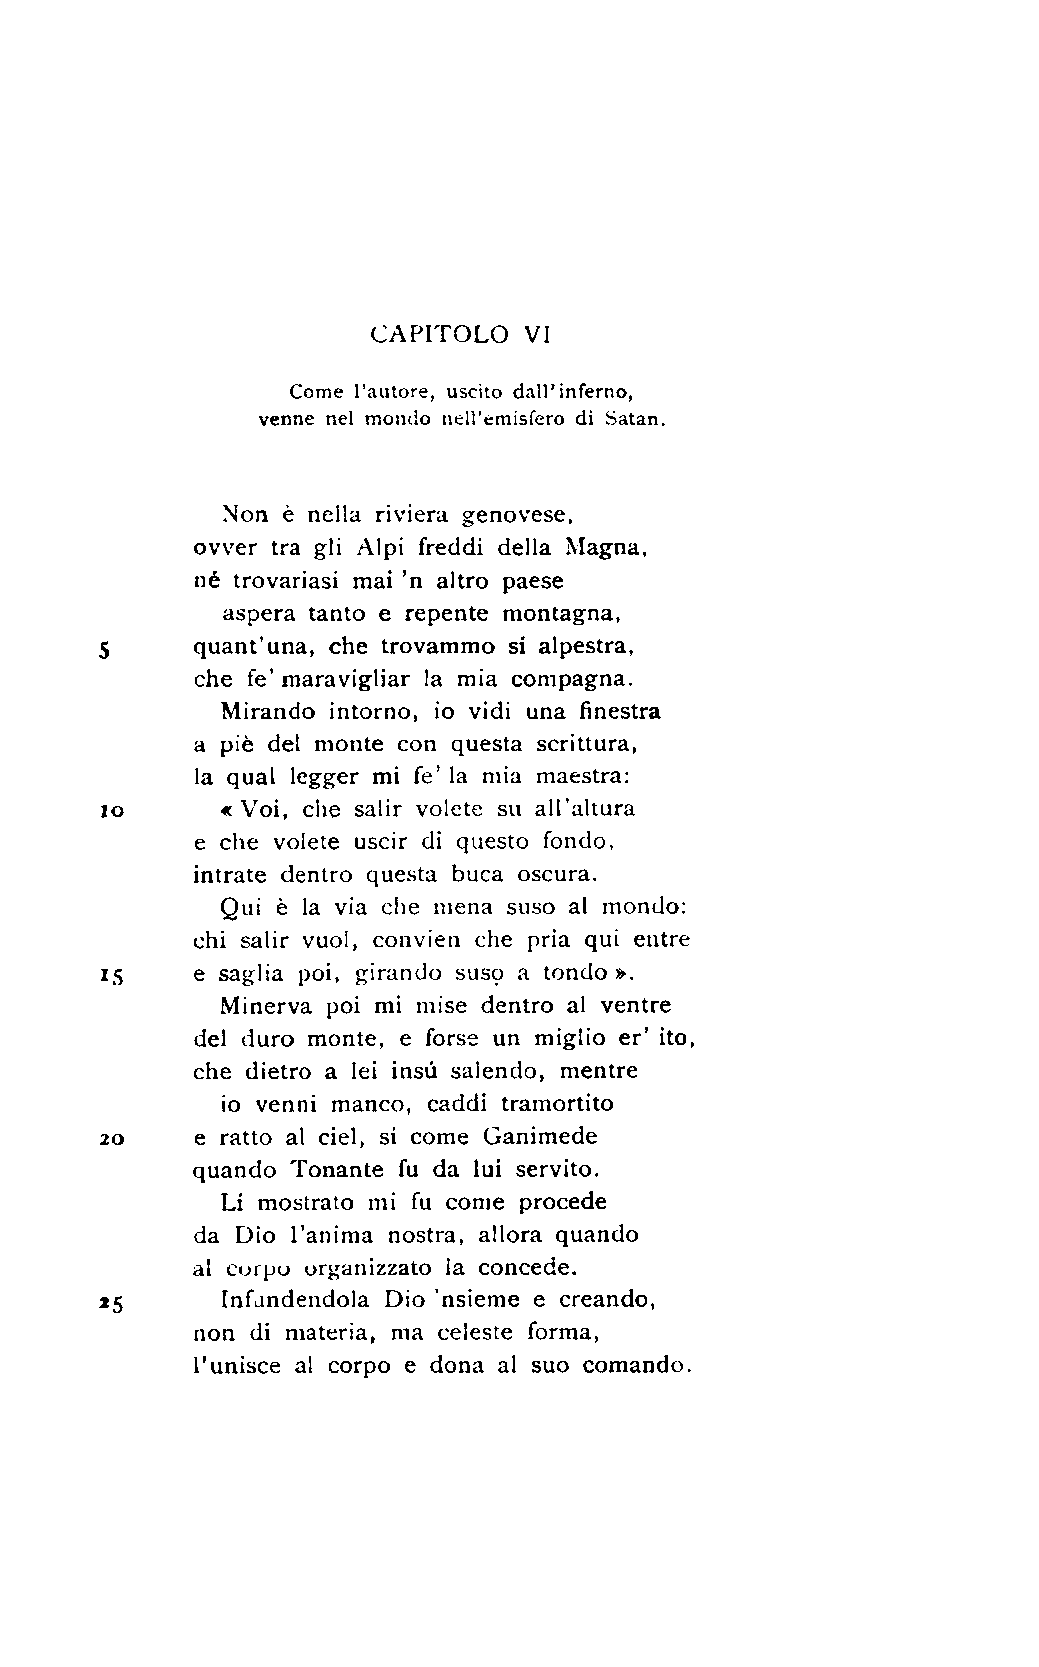 CAPITOLO VI
Come l'autore, uscito dall'inferno,
venne nel mondo nell'emisfero di Satan.
Non è nella riviera genovese,
ovver tra gli Alpi freddi della Magna,
né trovariasi mai 'n altro paese
aspera tanto e repente montagna,
5 quant'una, che trovammo sí alpestra,
che fe' maravigliar la mia compagna.
Mirando intorno, io vidi una finestra
a piè del monte con questa scrittura,
la qual legger mi fe' la mia maestra:
10 « Voi, che salir volete su all'altura
e che volete uscir di questo fondo,
intrate dentro questa buca oscura.
Qui è la via che mena suso al mondo:
chi salir vuol, convien che pria qui entre
15 e saglia poi, girando suso a tondo ».
Minerva poi mi mise dentro al ventre
del duro monte, e forse un miglio er' ito,
che dietro a lei insú salendo, mentre
io venni manco, caddi tramortito
20 e ratto al ciel, sí come Ganimede
quando Tonante fu da lui servito.
Lí mostrato mi fu come procede
da Dio l'anima nostra, allora quando
al corpo organizzato la concede.
25 Infundendola Dio 'nsieme e creando,
non di materia, ma celeste forma,
l'unisce al corpo e dona al suo comando.